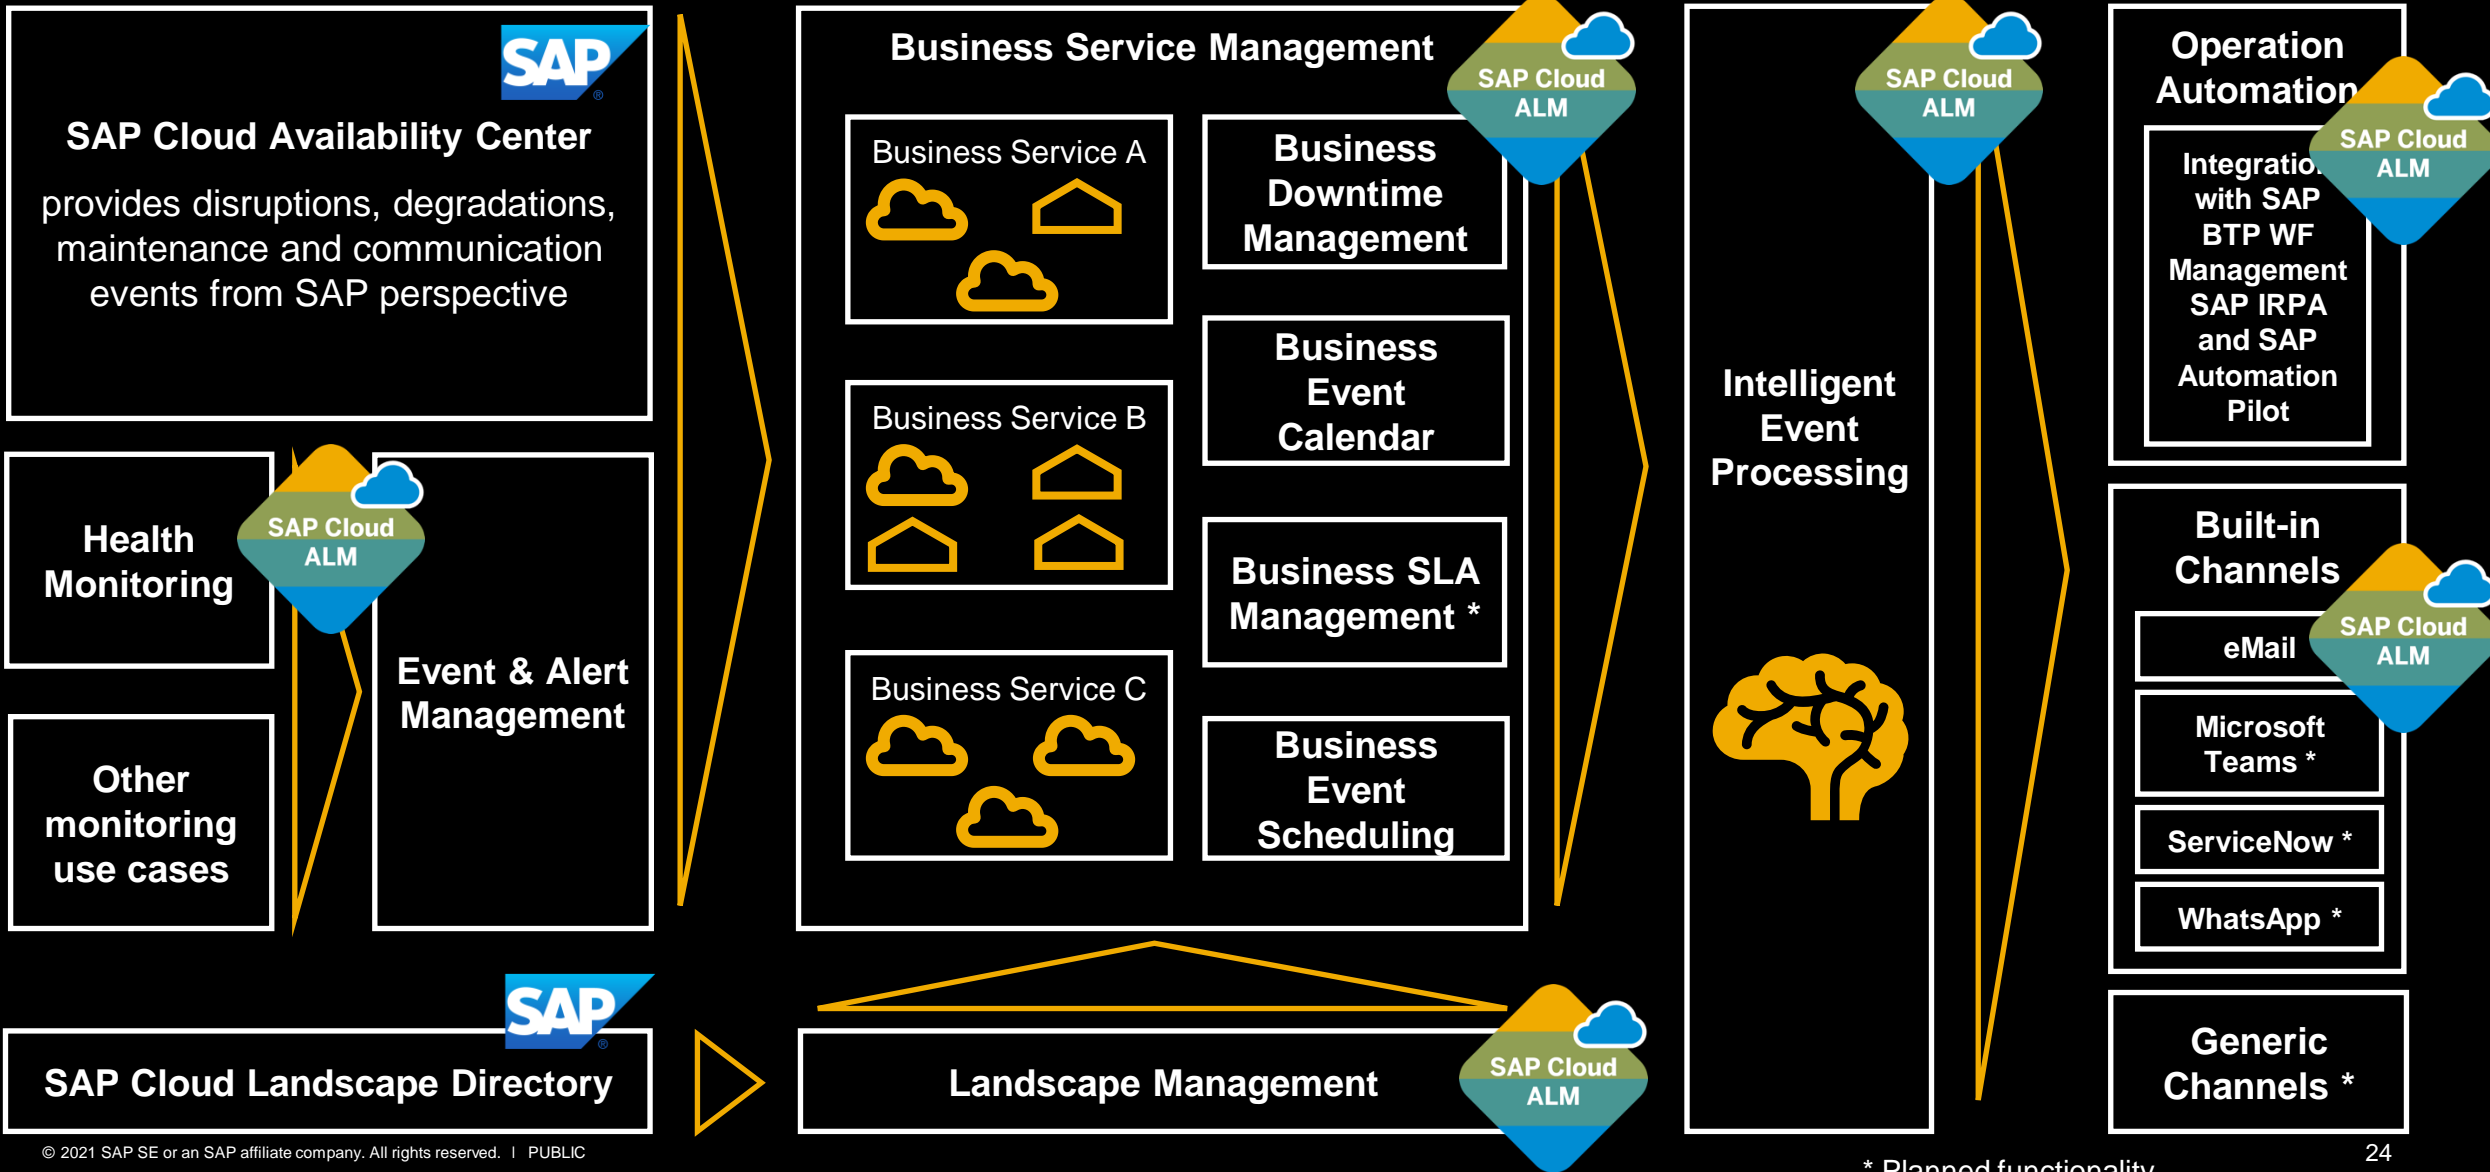 SAP
®
SAP Cloud Availability Center
provides disruptions, degradations,
maintenance and communication
events from SAP perspective
Health
Monitoring
SAP Cloud
ALM
Event & Alert
Management
Other
monitoring
use cases
SAP
®
SAP Cloud Landscape Directory
Business Service Management
SAP Cloud
ALM
Business Service A
Business
Downtime
Management
Business
Event
Calendar
Business Service B
Business SLA
Management *
Business Service C
Business
Event
Scheduling
Landscape Management
SAP Cloud
ALM
SAP Cloud
ALM
Intelligent
Event
Processing
Operation
Automation
SAP Cloud
ALM
Integration
with SAP
BTP WF
Management
SAP IRPA
and SAP
Automation
Pilot
Built-in
Channels
SAP Cloud
ALM
eMail
Microsoft
Teams *
ServiceNow *
WhatsApp *
Generic
Channels *
© 2021 SAP SE or an SAP affiliate company. All rights reserved. ǀ PUBLIC
* Planned functionality
24